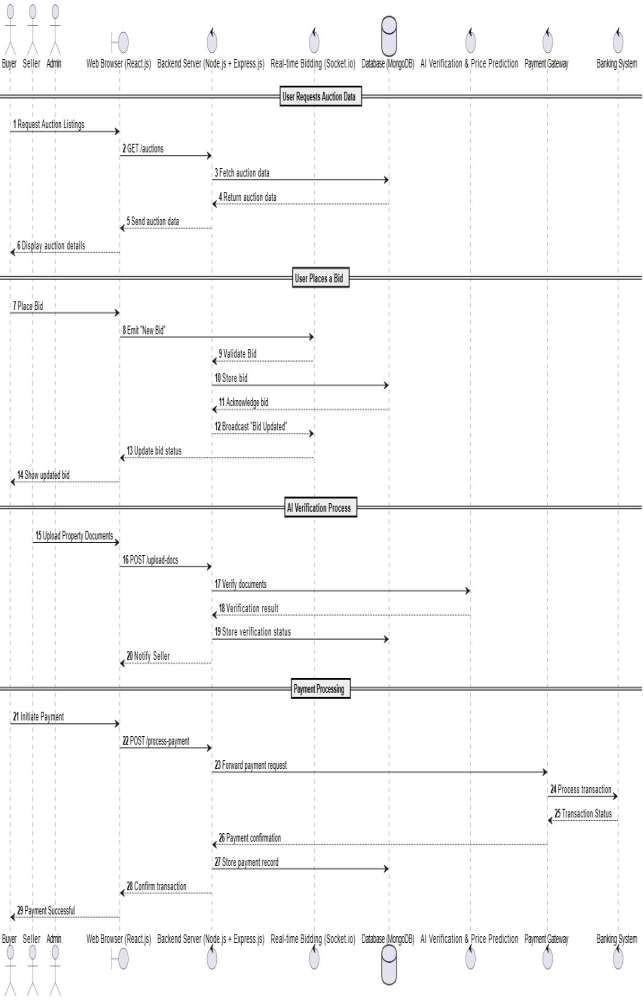 Buyer Seller Admin Web Browser (React.js) Backend Server (Node.js + Express.js) Real-time Bidding (Socket.io) Database (MongoDB) AI Verification & Price Prediction Payment Gateway Banking System
User Requests Auction Data
1 Request Auction Listings
2 GET /auctions
3 Fetch auction data
4 Return auction data
5 Send auction data
6 Display auction details
User Places a Bid
7 Place Bid
8 Emit "New Bid"
9 Validate Bid
10 Store bid
11 Acknowledge bid
12 Broadcast "Bid Updated"
13 Update bid status
14 Show updated bid
AI Verification Process
15 Upload Property Documents
16 POST /upload-docs
17 Verify documents
18 Verification result
19 Store verification status
20 Notify Seller
Payment Processing
21 Initiate Payment
22 POST /process-payment
23 Forward payment request
24 Process transaction
25 Transaction Status
26 Payment confirmation
27 Store payment record
28 Confirm transaction
29 Payment Successful
Buyer Seller Admin Web Browser (React.js) Backend Server (Node.js + Express.js) Real-time Bidding (Socket.io) Database (MongoDB) AI Verification & Price Prediction Payment Gateway Banking System